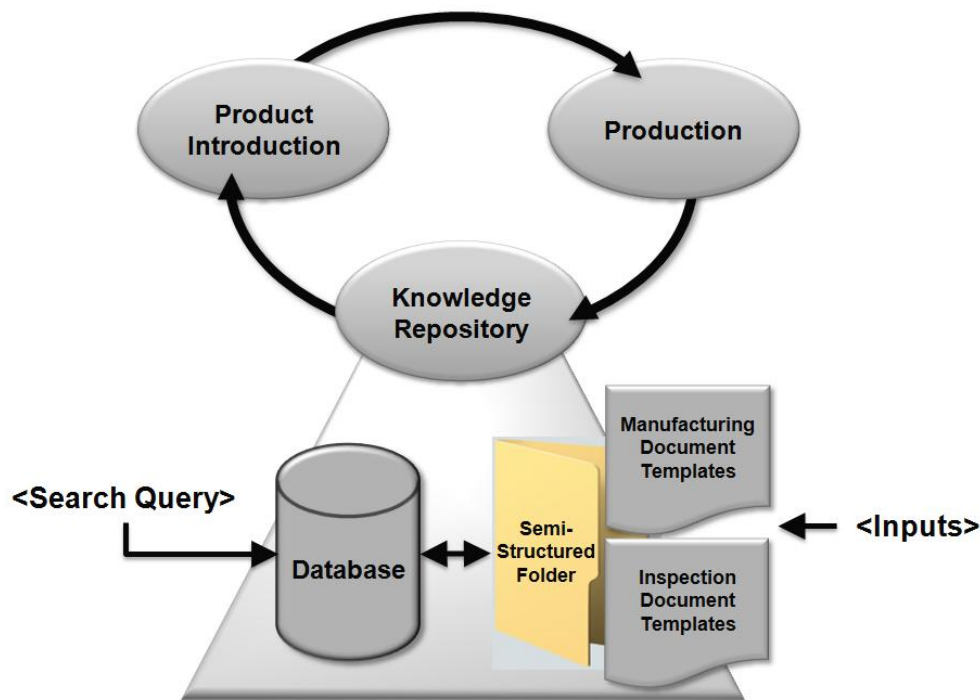 Product
Introduction
Production
Knowledge
Repository
Manufacturing
Document
Templates
<Search Query>
Database
Semi-
Structured
Folder
<Inputs>
Inspection
Document
Templates